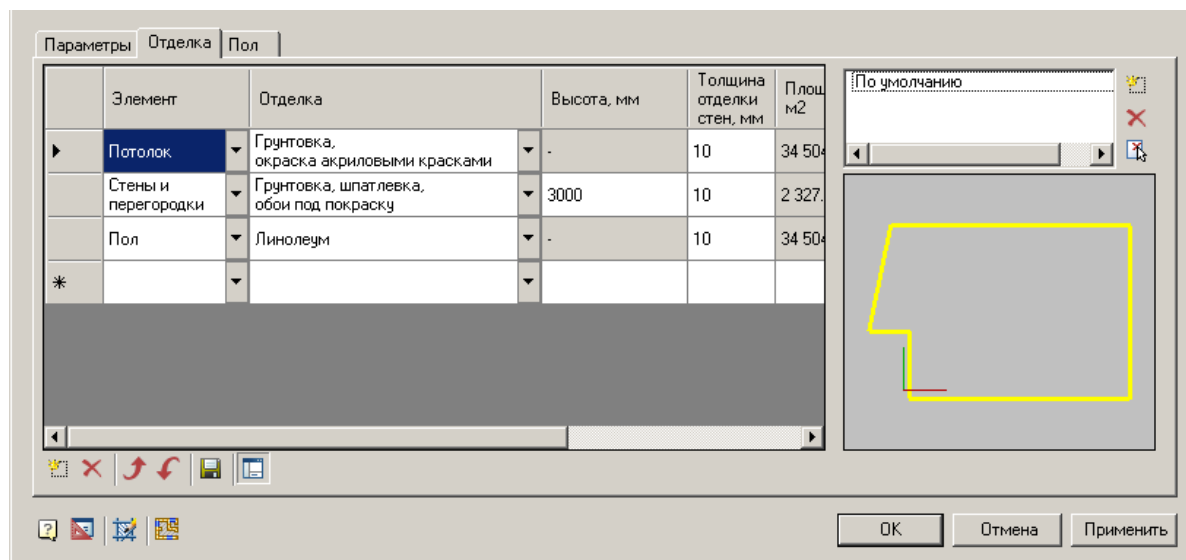 Параметры Отделка Пол
Элемент Отделка Высота, мм Толщина отделки стен, мм Площ м2
Потолок Грунтовка, окраска акриловыми красками - 10 34 504
Стены и перегородки Грунтовка, шпатлевка, обои под покраску 3000 10 2 327.
Пол Линолеум - 10 34 504
По умолчанию
ОК Отмена Применить